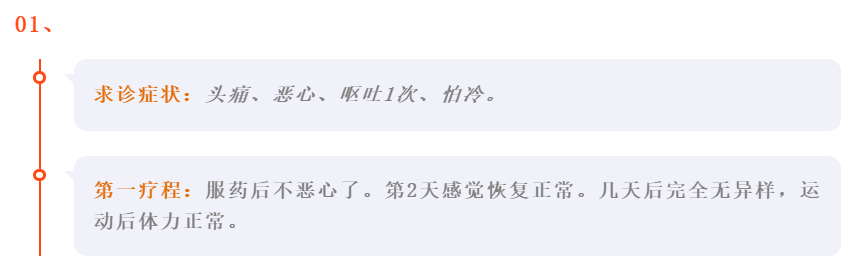 01、
求诊症状：头痛、恶心、呕吐1次、怕冷。
第一疗程：服药后不恶心了。第2天感觉恢复正常。几天后完全无异样，运
动后体力正常。